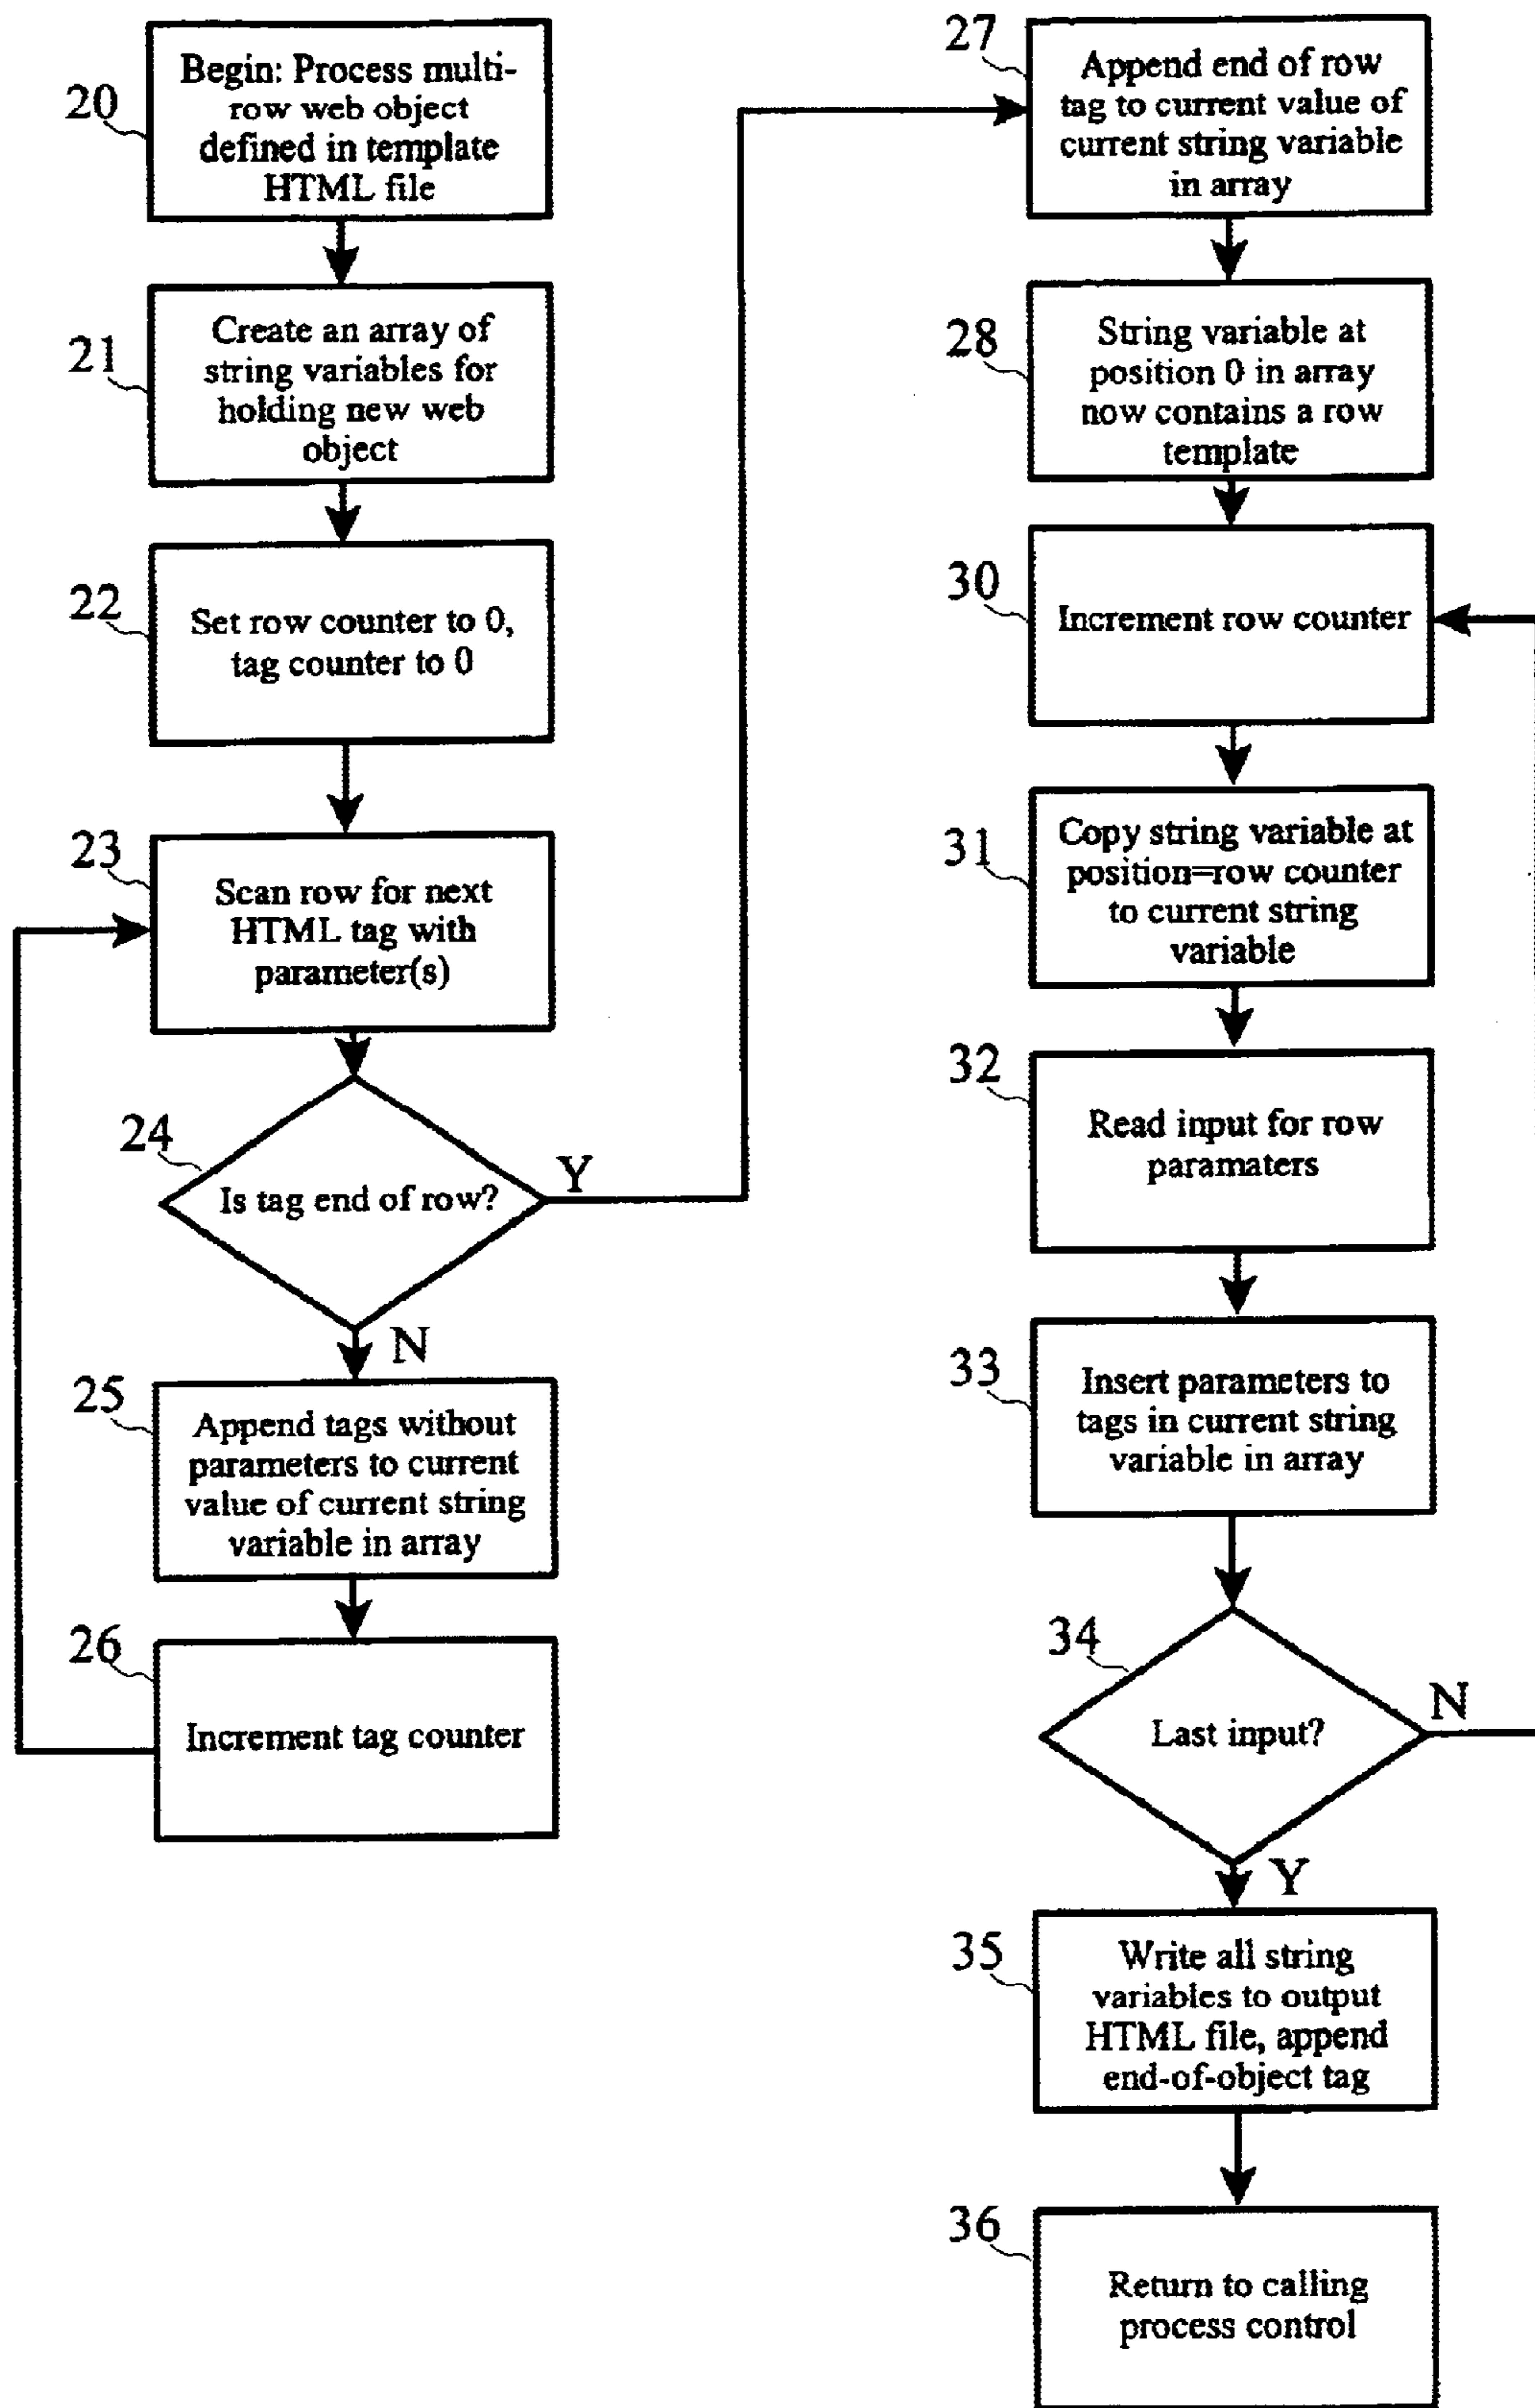 20
Begin: Process multi-
row web object
defined in template
HTML file
21
Create an array of
string variables for
holding new web
object
22
Set row counter to 0,
tag counter to 0
23
Scan row for next
HTML tag with
parameter(s)
24
Is tag end of row?
Y
N
25
Append tags without
parameters to current
value of current string
variable in array
26
Increment tag counter
27
Append end of row
tag to current value of
current string variable
in array
28
String variable at
position 0 in array
now contains a row
template
30
Increment row counter
31
Copy string variable at
position=row counter
to current string
variable
32
Read input for row
paramaters
33
Insert parameters to
tags in current string
variable in array
34
Last input?
N
Y
35
Write all string
variables to output
HTML file, append
end-of-object tag
36
Return to calling
process control